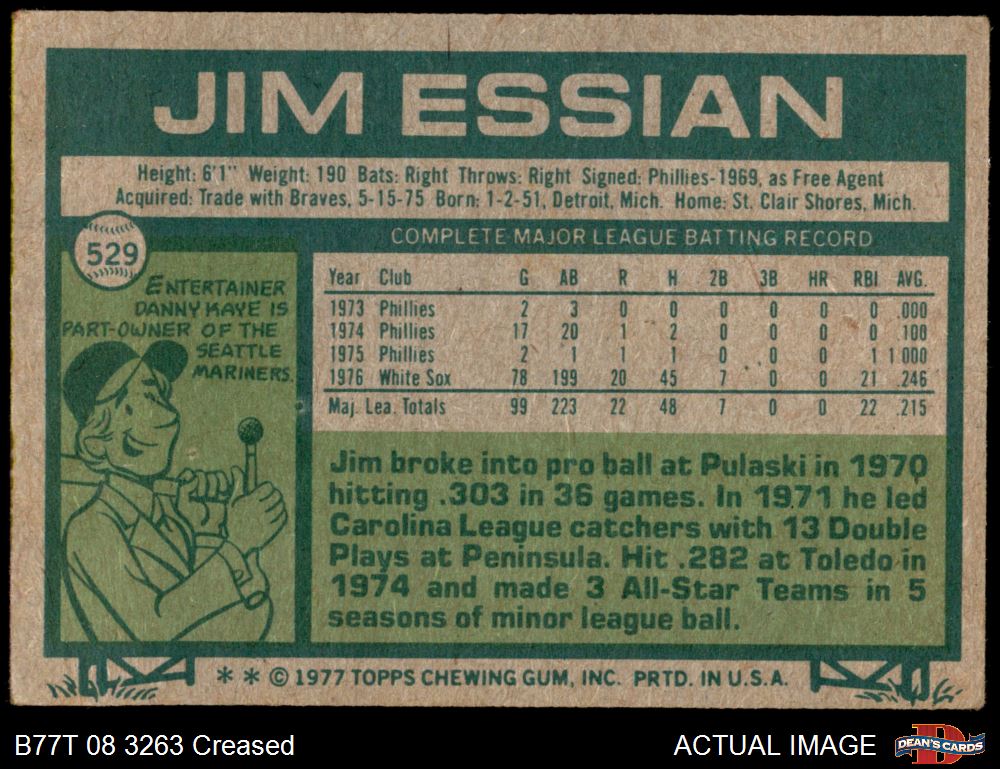 JIM ESSIAN
Height: 6'1" Weight: 190 Bats: Right Throws: Right Signed: Phillies-1969, as Free Agent
Acquired: Trade with Braves, 5-15-75 Born: 1-2-51, Detroit, Mich. Home: St. Clair Shores, Mich.
529
ENTERTAINER
DANNY KAYE IS
PART-OWNER OF THE
SEATTLE
MARINERS.
COMPLETE MAJOR LEAGUE BATTING RECORD
Year Club G AB R H 2B 3B HR RBI AVG.
1973 Phillies 2 3 0 0 0 0 0 0 .000
1974 Phillies 17 20 1 2 0 0 0 0 .100
1975 Phillies 2 1 1 1 0 0 0 1 1 000
1976 White Sox 78 199 20 45 7 0 0 21 .246
Maj. Lea. Totals 99 223 22 48 7 0 0 22 .215
Jim broke into pro ball at Pulaski in 1970
hitting .303 in 36 games. In 1971 he led
Carolina League catchers with 13 Double
Plays at Peninsula. Hit .282 at Toledo in
1974 and made 3 All-Star Teams in 5
seasons of minor league ball.
* * © 1977 TOPPS CHEWING GUM, INC. PRTD. IN U.S.A.
B77T 08 3263 Creased
ACTUAL IMAGE
DEAN'S CARDS